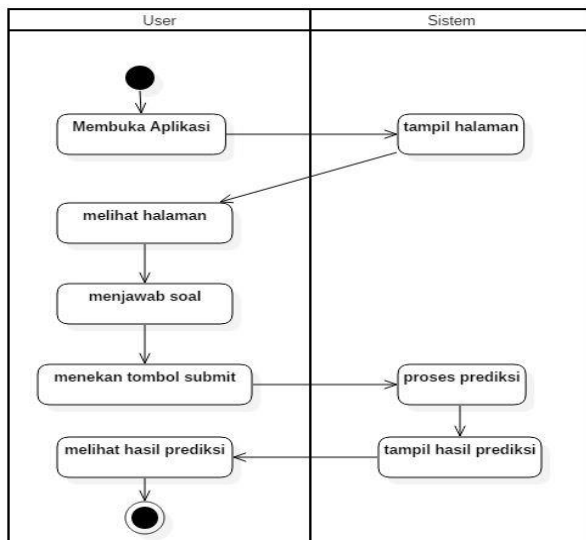 User
Sistem
Membuka Aplikasi
tampil halaman
melihat halaman
menjawab soal
menekan tombol submit
proses prediksi
tampil hasil prediksi
melihat hasil prediksi